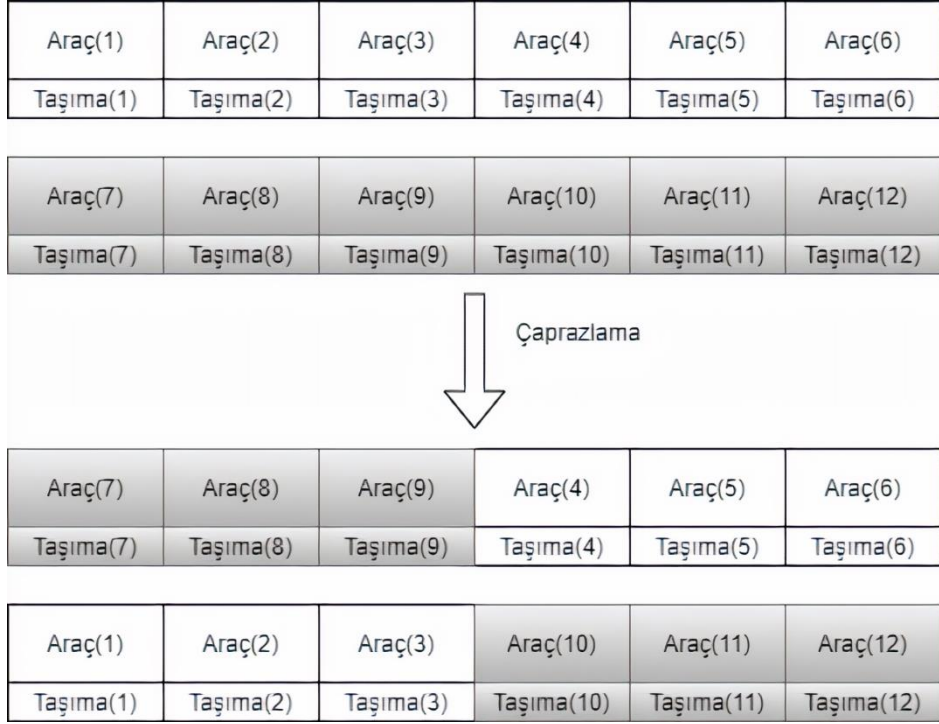 Araç(1) Araç(2) Araç(3) Araç(4) Araç(5) Araç(6)
Taşıma(1) Taşıma(2) Taşıma(3) Taşıma(4) Taşıma(5) Taşıma(6)
Araç(7) Araç(8) Araç(9) Araç(10) Araç(11) Araç(12)
Taşıma(7) Taşıma(8) Taşıma(9) Taşıma(10) Taşıma(11) Taşıma(12)
Çaprazlama
Araç(7) Araç(8) Araç(9) Araç(4) Araç(5) Araç(6)
Taşıma(7) Taşıma(8) Taşıma(9) Taşıma(4) Taşıma(5) Taşıma(6)
Araç(1) Araç(2) Araç(3) Araç(10) Araç(11) Araç(12)
Taşıma(1) Taşıma(2) Taşıma(3) Taşıma(10) Taşıma(11) Taşıma(12)